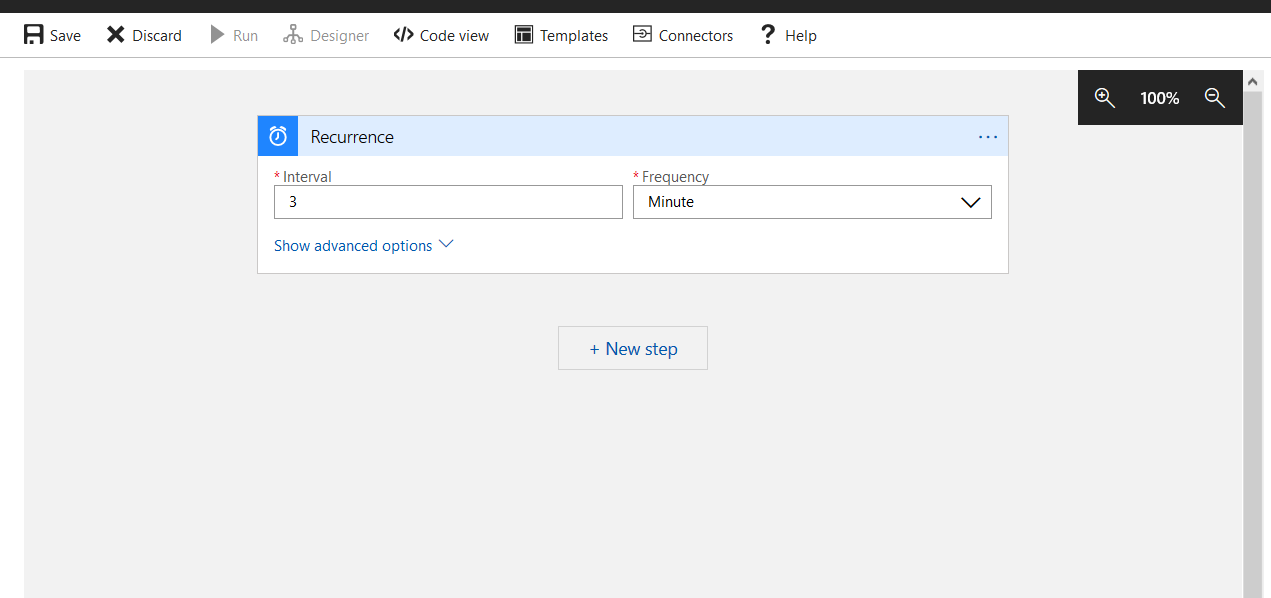 Save Discard Run Designer </> Code view Templates Connectors ? Help
100%
Recurrence ...
* Interval * Frequency
3 Minute
Show advanced options
+ New step